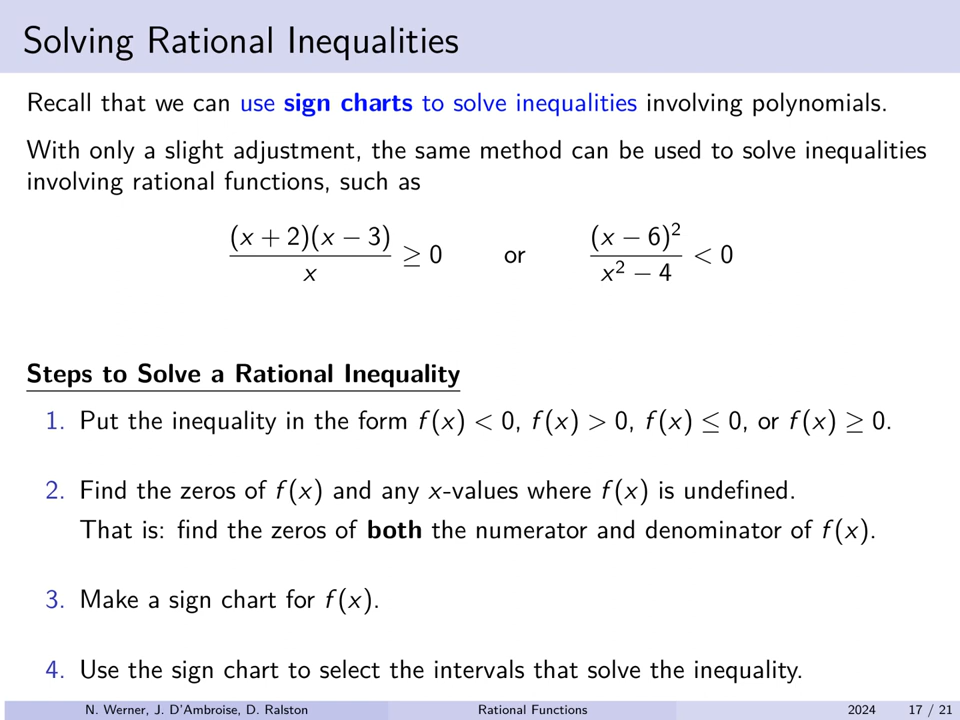 Solving Rational Inequalities
Recall that we can use sign charts to solve inequalities involving polynomials.
With only a slight adjustment, the same method can be used to solve inequalities
involving rational functions, such as
(x + 2)(x − 3) / x ≥ 0 or (x − 6)² / x² − 4 < 0
Steps to Solve a Rational Inequality
1. Put the inequality in the form f(x) < 0, f(x) > 0, f(x) ≤ 0, or f(x) ≥ 0.
2. Find the zeros of f(x) and any x-values where f(x) is undefined.
That is: find the zeros of both the numerator and denominator of f(x).
3. Make a sign chart for f(x).
4. Use the sign chart to select the intervals that solve the inequality.
N. Werner, J. D'Ambroise, D. Ralston Rational Functions 2024 17 / 21